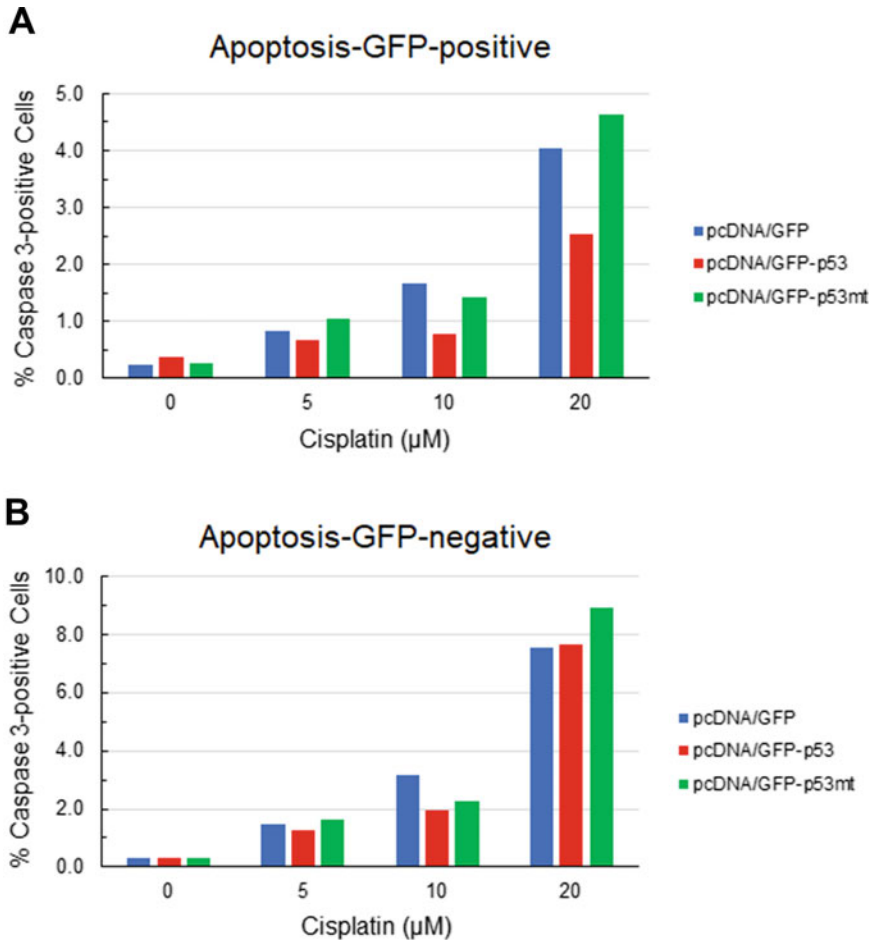 A
Apoptosis-GFP-positive
% Caspase 3-positive Cells
5.0
4.0
3.0
2.0
1.0
0.0
0 5 10 20
Cisplatin (µM)
pcDNA/GFP
pcDNA/GFP-p53
pcDNA/GFP-p53mt
B
Apoptosis-GFP-negative
% Caspase 3-positive Cells
10.0
8.0
6.0
4.0
2.0
0.0
0 5 10 20
Cisplatin (µM)
pcDNA/GFP
pcDNA/GFP-p53
pcDNA/GFP-p53mt